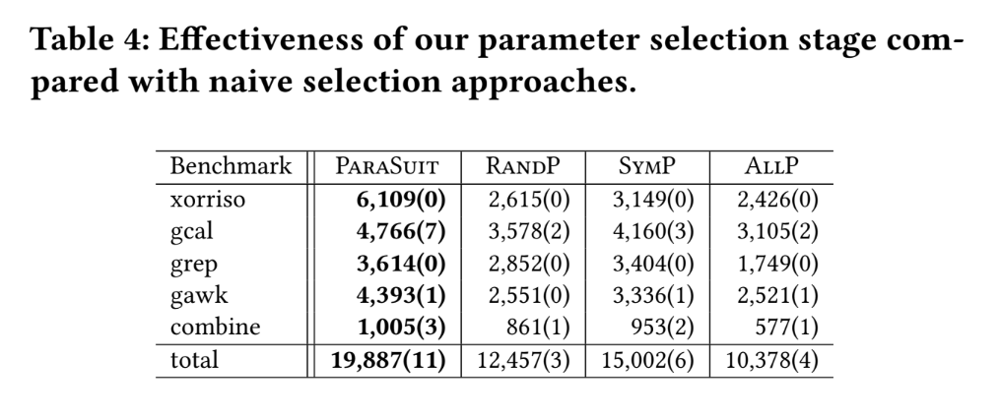 Table 4: Effectiveness of our parameter selection stage com-
pared with naive selection approaches.
Benchmark PARASUIT RANDP SYMP ALLP
xorriso 6,109(0) 2,615(0) 3,149(0) 2,426(0)
gcal 4,766(7) 3,578(2) 4,160(3) 3,105(2)
grep 3,614(0) 2,852(0) 3,404(0) 1,749(0)
gawk 4,393(1) 2,551(0) 3,336(1) 2,521(1)
combine 1,005(3) 861(1) 953(2) 577(1)
total 19,887(11) 12,457(3) 15,002(6) 10,378(4)